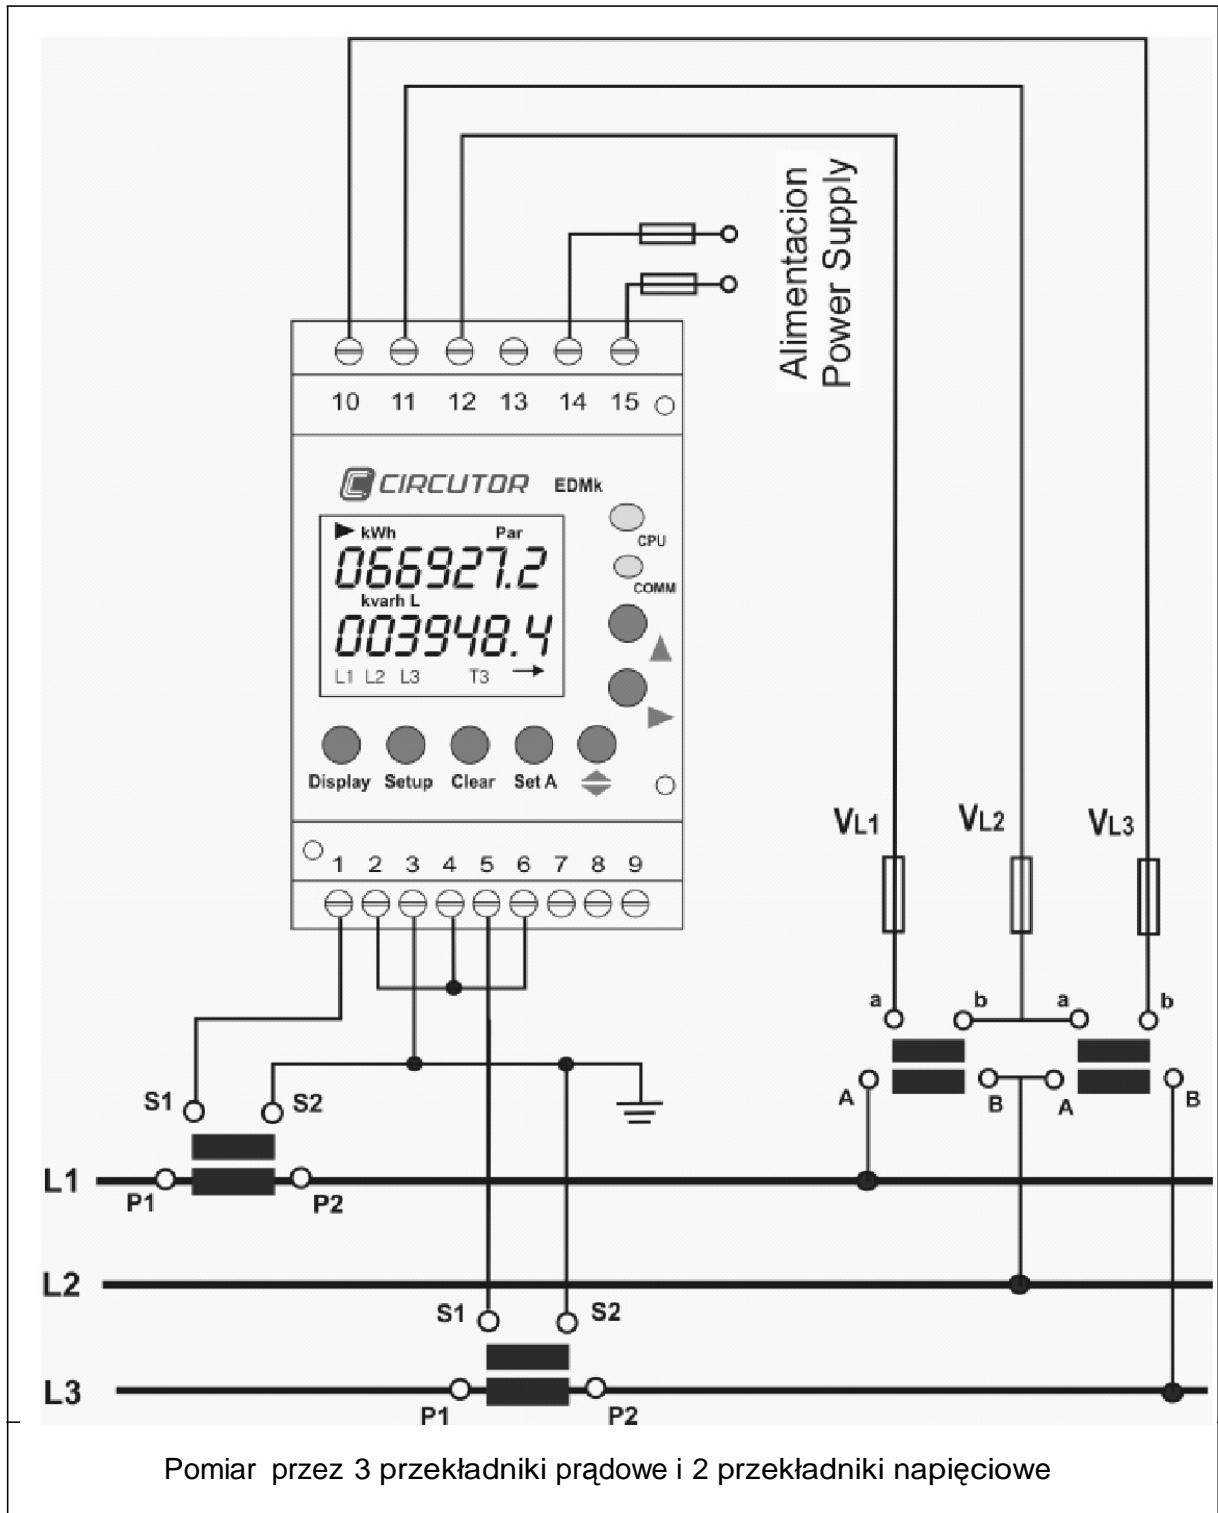 Alimentacion
Power Supply
10 11 12 13 14 15
CIRCUTOR EDMk
kWh Par
066927.2
kvarh L
003948.4
L1 L2 L3 T3
CPU
COMM
Display Setup Clear Set A
1 2 3 4 5 6 7 8 9
VL1 VL2 VL3
a b a b
A B A B
S1 S2
L1 P1 P2
L2
S1 S2
L3 P1 P2
Pomiar przez 3 przekładniki prądowe i 2 przekładniki napięciowe